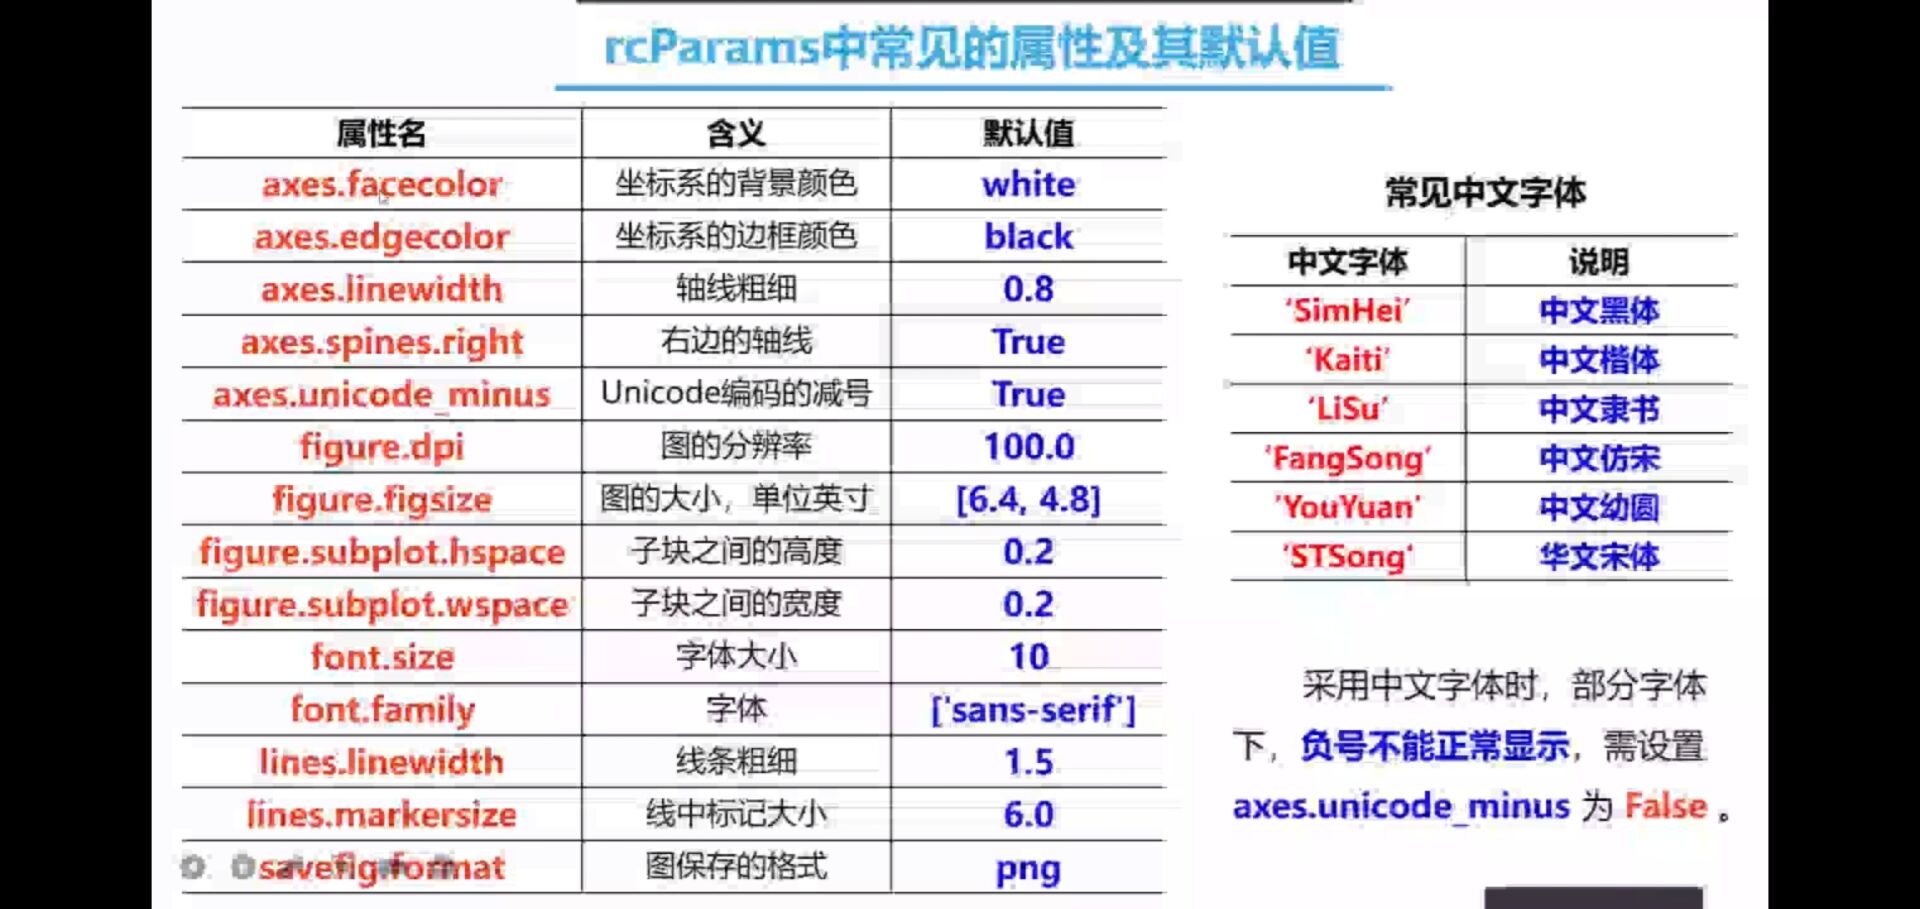 rcParams中常见的属性及其默认值
属性名 含义 默认值
axes.facecolor 坐标系的背景颜色 white
axes.edgecolor 坐标系的边框颜色 black
axes.linewidth 轴线粗细 0.8
axes.spines.right 右边的轴线 True
axes.unicode_minus Unicode编码的减号 True
figure.dpi 图的分辨率 100.0
figure.figsize 图的大小，单位英寸 [6.4, 4.8]
figure.subplot.hspace 子块之间的高度 0.2
figure.subplot.wspace 子块之间的宽度 0.2
font.size 字体大小 10
font.family 字体 ['sans-serif']
lines.linewidth 线条粗细 1.5
lines.markersize 线中标记大小 6.0
savefig.format 图保存的格式 png
常见中文字体
中文字体 说明
‘SimHei’ 中文黑体
‘Kaiti’ 中文楷体
‘LiSu’ 中文隶书
‘FangSong’ 中文仿宋
‘YouYuan’ 中文幼圆
‘STSong‘ 华文宋体
采用中文字体时，部分字体
下，负号不能正常显示，需设置
axes.unicode_minus 为 False 。